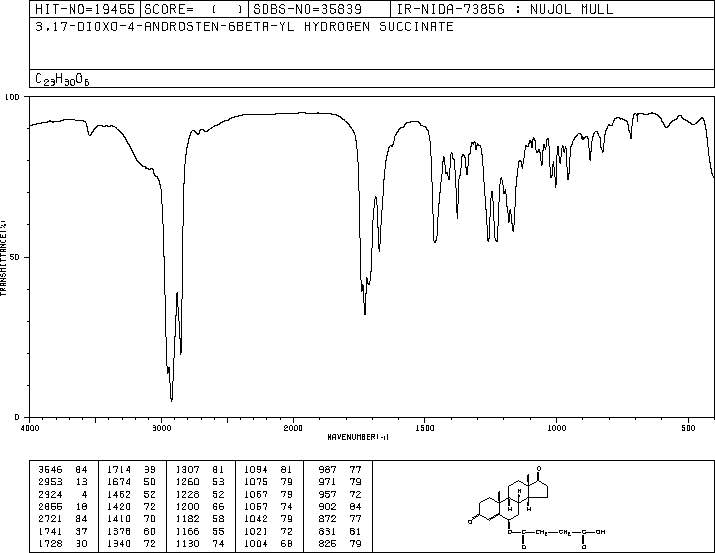 HIT-NO=19455 SCORE= ( ) SDBS-NO=35839 IR-NIDA-73856 : NUJOL MULL
3,17-DIOXO-4-ANDROSTEN-6BETA-YL HYDROGEN SUCCINATE
C23H30O6
100
50
0
TRANSMITTANCE(%)
4000 3000 2000 1500 1000 500
WAVENUMBER(-1)
3546 84 1714 39 1307 81 1094 81 987 77
2953 13 1674 50 1260 53 1075 79 971 79
2924 4 1462 52 1228 52 1067 79 957 72
2866 18 1420 72 1200 66 1057 74 902 84
2721 84 1410 70 1182 58 1042 79 872 77
1741 37 1378 60 1166 55 1021 72 831 81
1728 30 1340 72 1130 74 1004 68 826 79
O
H
H H
O
O-C-CH2-CH2-C-OH
O O